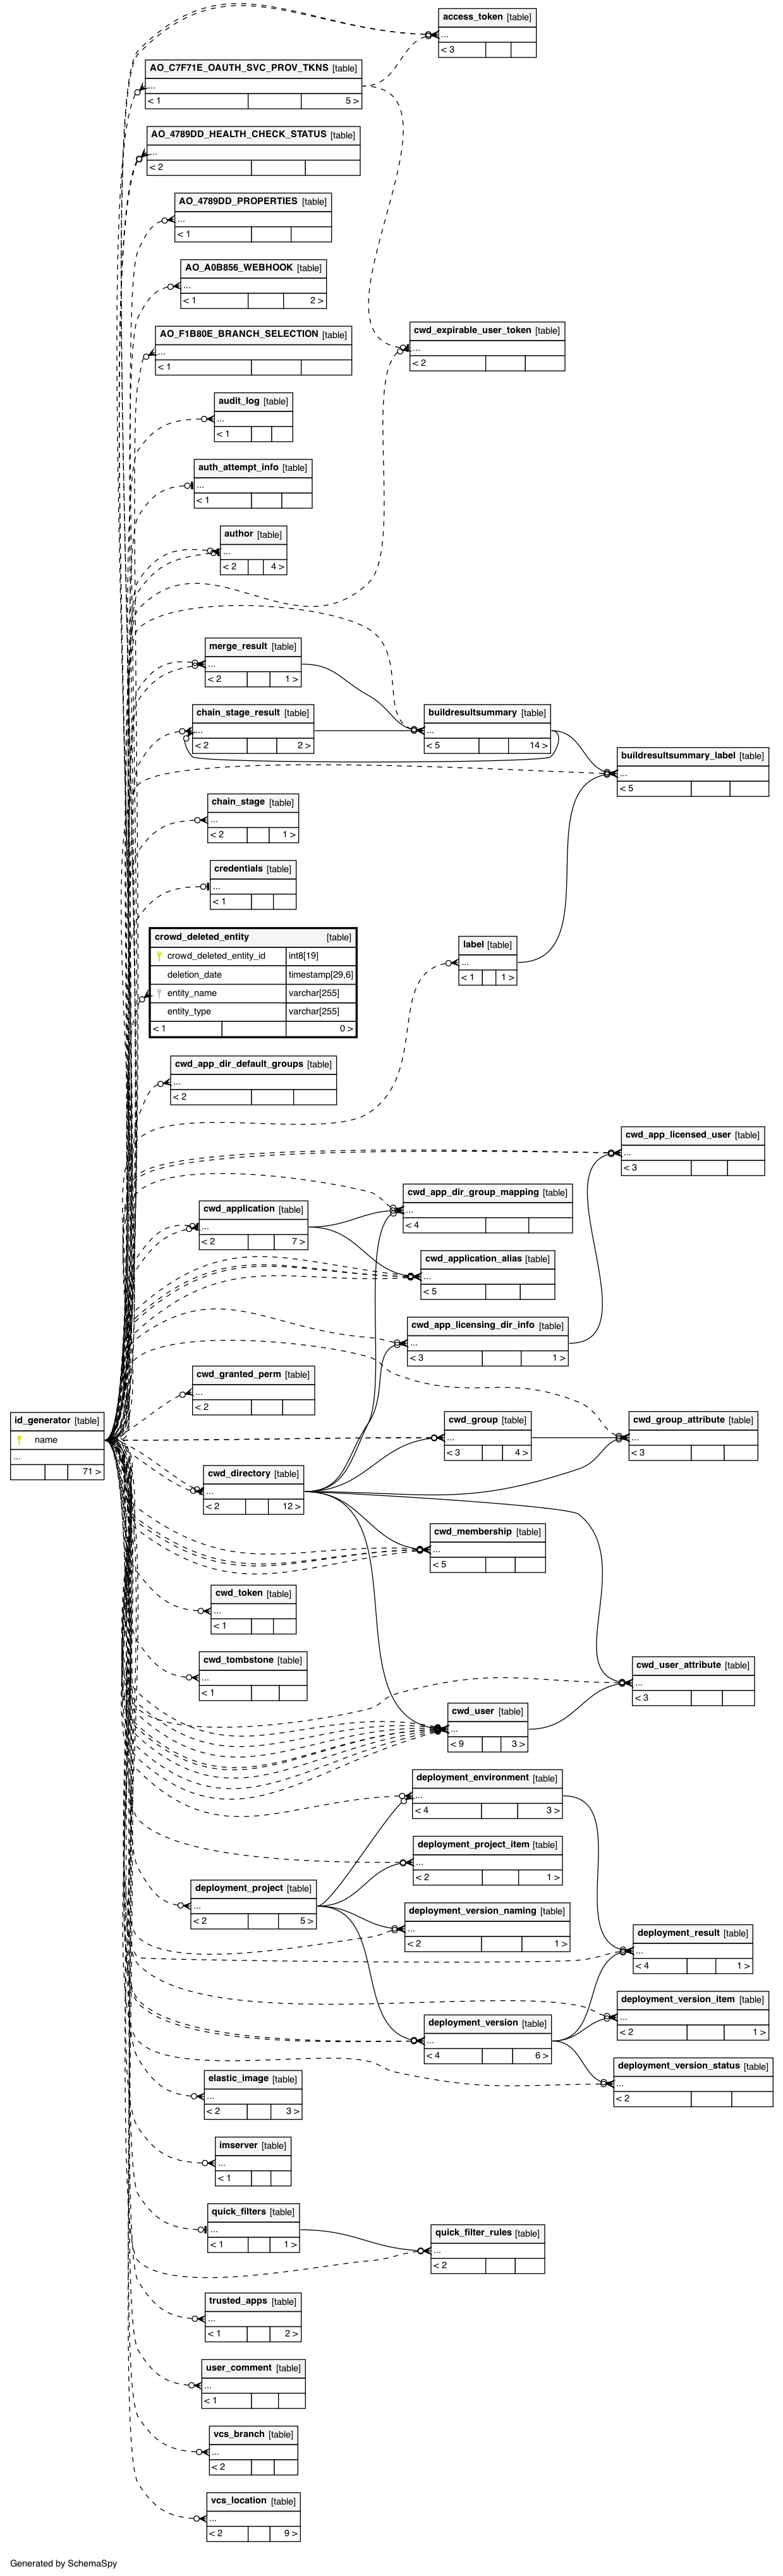 access_token [table]
...
< 3
AO_C7F71E_OAUTH_SVC_PROV_TKNS [table]
...
< 1 5 >
AO_4789DD_HEALTH_CHECK_STATUS [table]
...
< 2
AO_4789DD_PROPERTIES [table]
...
< 1
AO_A0B856_WEBHOOK [table]
...
< 1 2 >
AO_F1B80E_BRANCH_SELECTION [table]
...
< 1
cwd_expirable_user_token [table]
...
< 2
audit_log [table]
...
< 1
auth_attempt_info [table]
...
< 1
author [table]
...
< 2 4 >
merge_result [table]
...
< 2 1 >
chain_stage_result [table]
...
< 2 2 >
buildresultsummary [table]
...
< 5 14 >
buildresultsummary_label [table]
...
< 5
chain_stage [table]
...
< 2 1 >
credentials [table]
...
< 1
crowd_deleted_entity [table]
crowd_deleted_entity_id int8[19]
deletion_date timestamp[29,6]
entity_name varchar[255]
entity_type varchar[255]
< 1 0 >
label [table]
...
< 1 1 >
cwd_app_dir_default_groups [table]
...
< 2
cwd_app_licensed_user [table]
...
< 3
cwd_app_dir_group_mapping [table]
...
< 4
cwd_application [table]
...
< 2 7 >
cwd_application_alias [table]
...
< 5
cwd_app_licensing_dir_info [table]
...
< 3 1 >
cwd_granted_perm [table]
...
< 2
id_generator [table]
name
...
71 >
cwd_group [table]
...
< 3 4 >
cwd_group_attribute [table]
...
< 3
cwd_directory [table]
...
< 2 12 >
cwd_membership [table]
...
< 5
cwd_token [table]
...
< 1
cwd_tombstone [table]
...
< 1
cwd_user_attribute [table]
...
< 3
cwd_user [table]
...
< 9 3 >
deployment_environment [table]
...
< 4 3 >
deployment_project_item [table]
...
< 2 1 >
deployment_project [table]
...
< 2 5 >
deployment_version_naming [table]
...
< 2 1 >
deployment_result [table]
...
< 4 1 >
deployment_version_item [table]
...
< 2 1 >
deployment_version [table]
...
< 4 6 >
deployment_version_status [table]
...
< 2
elastic_image [table]
...
< 2 3 >
imserver [table]
...
< 1
quick_filters [table]
...
< 1 1 >
quick_filter_rules [table]
...
< 2
trusted_apps [table]
...
< 1 2 >
user_comment [table]
...
< 1
vcs_branch [table]
...
< 2
vcs_location [table]
...
< 2 9 >
Generated by SchemaSpy